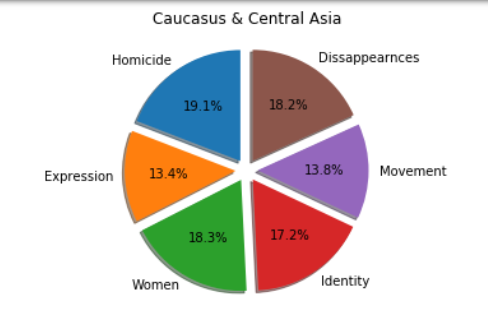 Caucasus & Central Asia
Homicide
Dissappearnces
19.1%
18.2%
Expression
13.4%
13.8%
Movement
18.3%
17.2%
Women
Identity